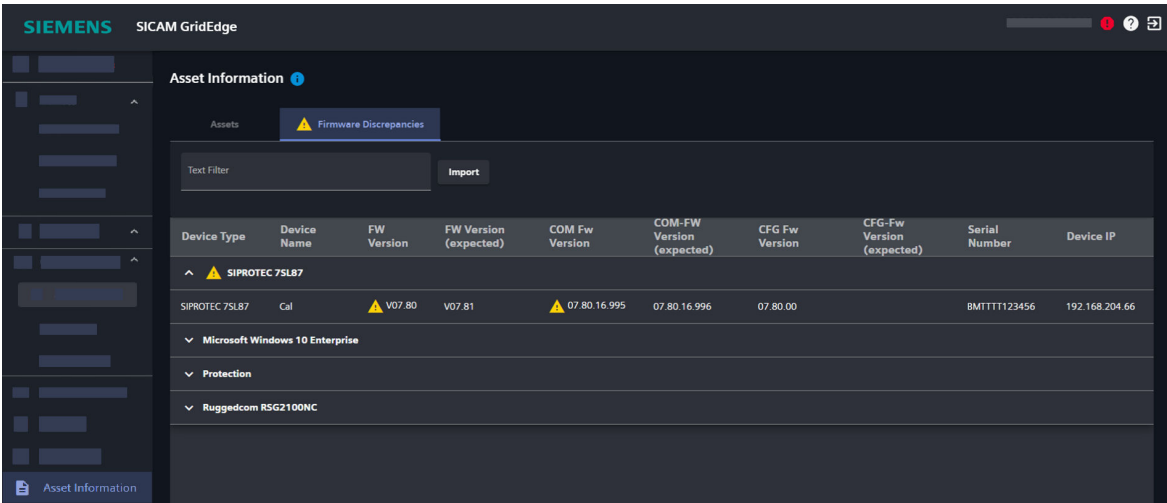 SIEMENS SICAM GridEdge
Asset Information
Assets Firmware Discrepancies
Text Filter Import
Device Type Device Name FW Version FW Version (expected) COM Fw Version COM-FW Version (expected) CFG Fw Version CFG-Fw Version (expected) Serial Number Device IP
SIPROTEC 7SL87
SIPROTEC 7SL87 Cal V07.80 V07.81 07.80.16.995 07.80.16.996 07.80.00 BMTTTT123456 192.168.204.66
Microsoft Windows 10 Enterprise
Protection
Ruggedcom RSG2100NC
Asset Information